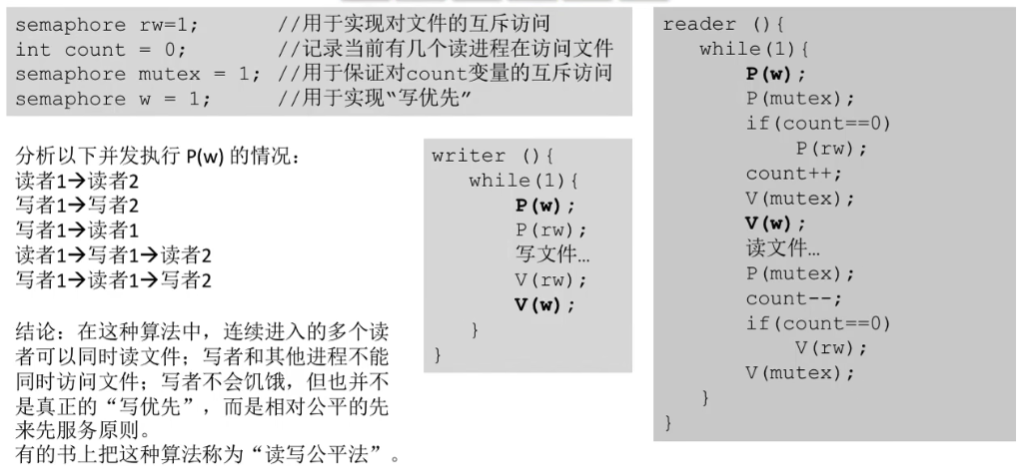 semaphore rw=1;        //用于实现对文件的互斥访问
int count = 0;         //记录当前有几个读进程在访问文件
semaphore mutex = 1; //用于保证对count变量的互斥访问
semaphore w = 1;       //用于实现“写优先”
分析以下并发执行 P(w) 的情况：
读者1→读者2
写者1→写者2
写者1→读者1
读者1→写者1→读者2
写者1→读者1→写者2
结论：在这种算法中，连续进入的多个读
者可以同时读文件；写者和其他进程不能
同时访问文件；写者不会饥饿，但也并不
是真正的“写优先”，而是相对公平的先
来先服务原则。
有的书上把这种算法称为“读写公平法”。
writer (){
while(1){
P(w);
P(rw);
写文件…
V(rw);
V(w);
}
}
reader (){
while(1){
P(w);
P(mutex);
if(count==0)
P(rw);
count++;
V(mutex);
V(w);
读文件…
P(mutex);
count--;
if(count==0)
V(rw);
V(mutex);
}
}